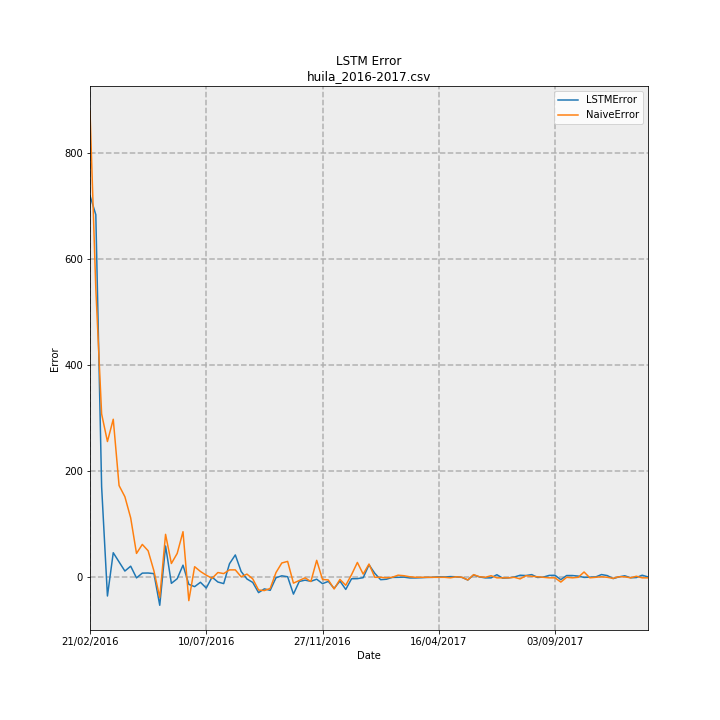 LSTM Error
huila_2016-2017.csv
LSTMError
NaiveError
800
600
400
200
0
Error
21/02/2016
10/07/2016
27/11/2016
16/04/2017
03/09/2017
Date